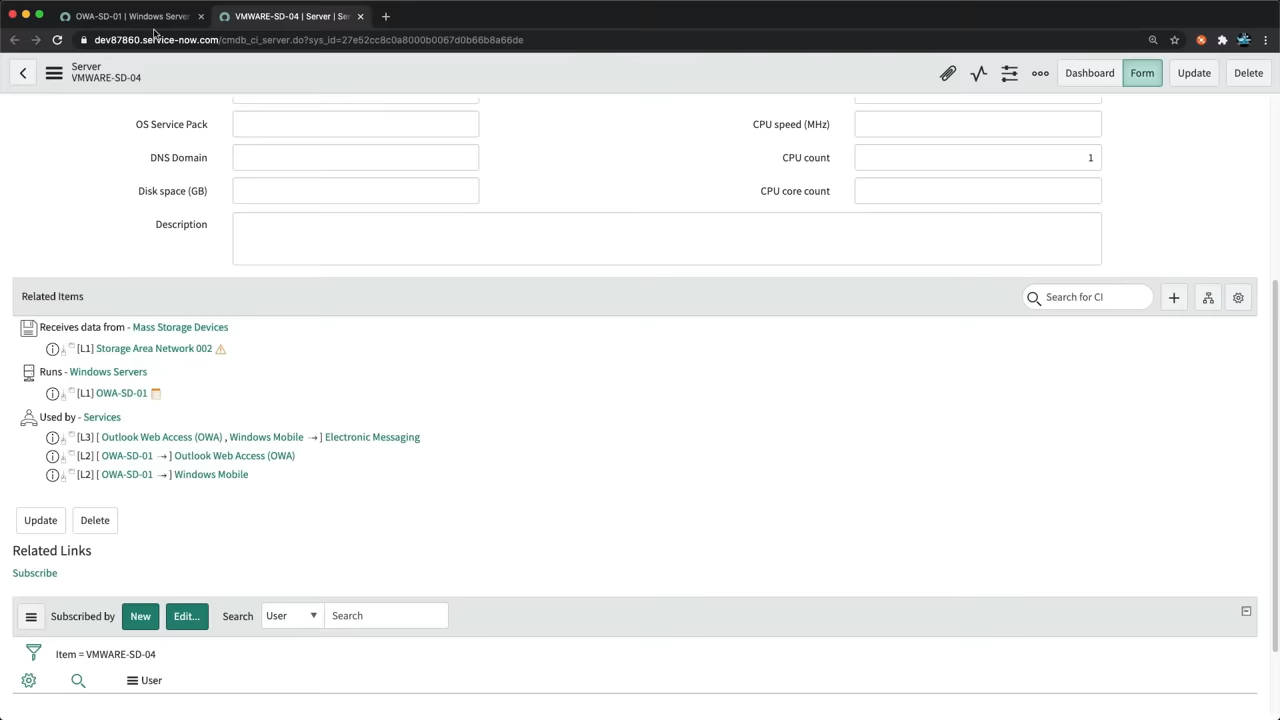 OWA-SD-01 | Windows Server
VMWARE-SD-04 | Server | Se
dev87860.service-now.com/cmdb_ci_server.do?sys_id=27e52cc8c0a8000b0067d0b66b8a66de
Server
VMWARE-SD-04
Dashboard
Form
Update
Delete
OS Service Pack
CPU speed (MHz)
DNS Domain
CPU count
1
Disk space (GB)
CPU core count
Description
Related Items
Search for CI
Receives data from - Mass Storage Devices
[L1] Storage Area Network 002
Runs - Windows Servers
[L1] OWA-SD-01
Used by - Services
[L3] [ Outlook Web Access (OWA) , Windows Mobile → ] Electronic Messaging
[L2] [ OWA-SD-01 → ] Outlook Web Access (OWA)
[L2] [ OWA-SD-01 → ] Windows Mobile
Update
Delete
Related Links
Subscribe
Subscribed by
New
Edit...
Search
User
Search
Item = VMWARE-SD-04
User